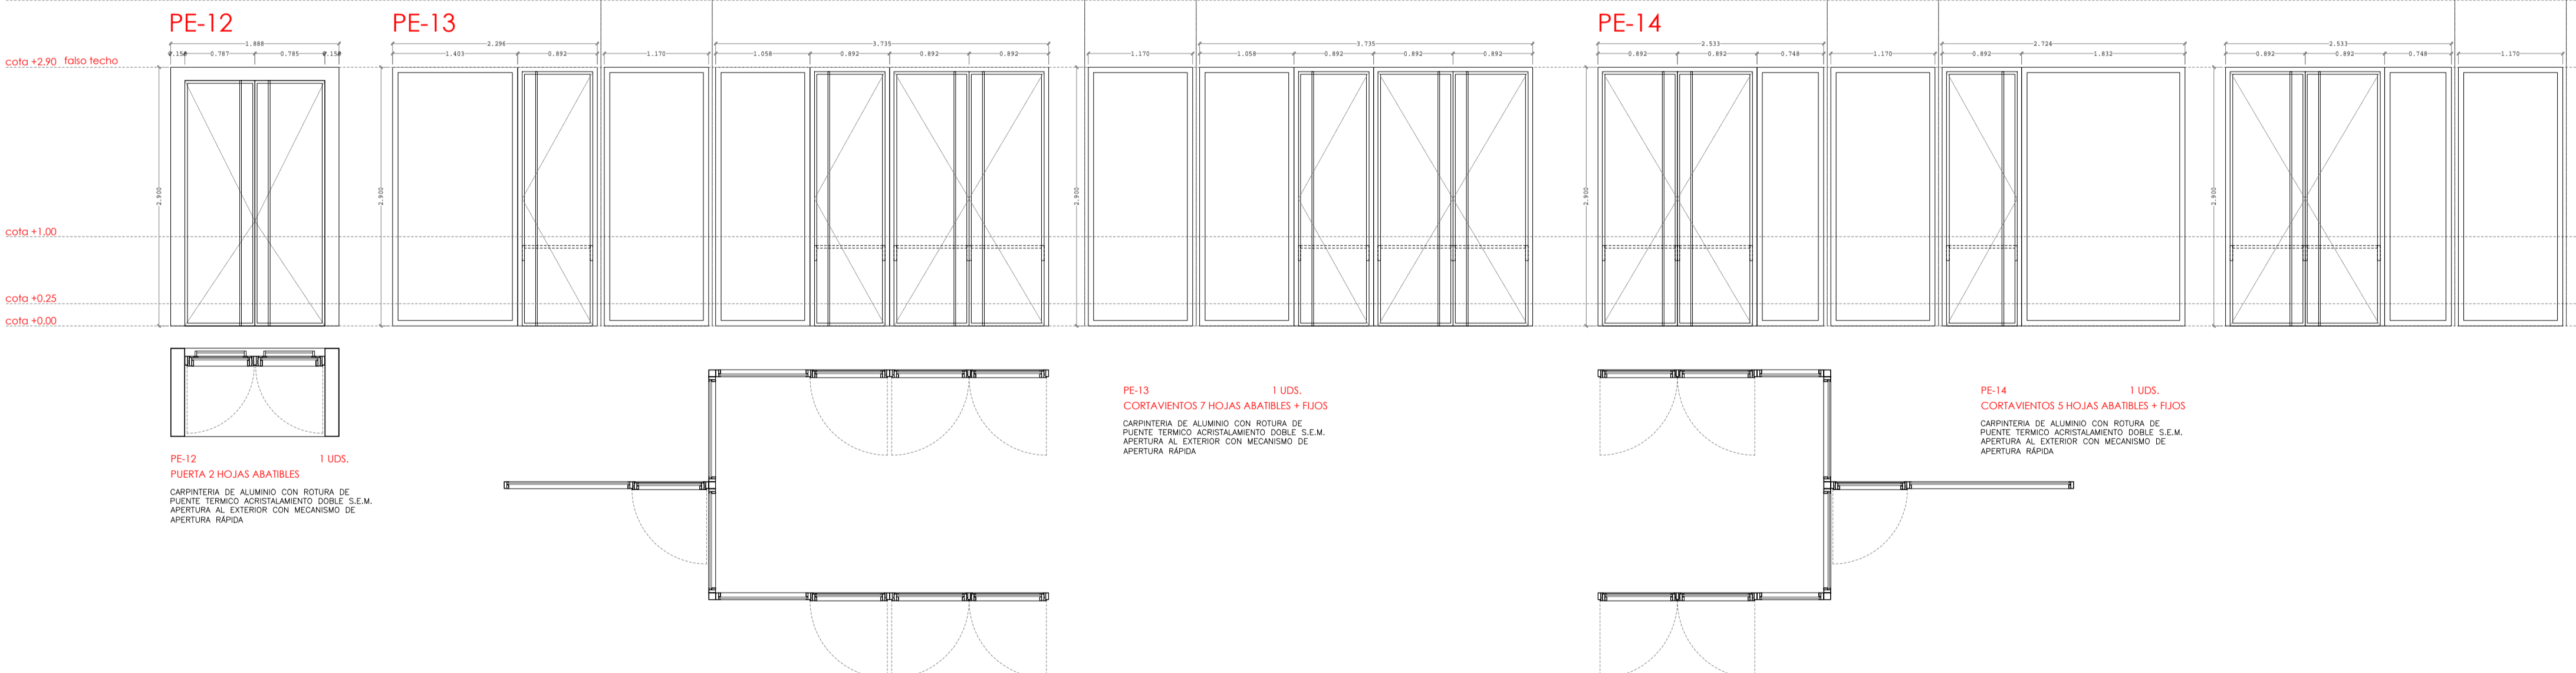 PE-12
PE-13
PE-14
1.888
0.787
0.785
2.296
1.403
0.892
1.170
3.735
1.058
0.892
0.892
0.892
1.170
3.735
1.058
0.892
0.892
0.892
2.533
0.892
0.892
0.748
1.170
2.724
0.892
1.832
2.533
0.892
0.892
0.748
1.170
cota +2.90 falso techo
2.900
2.900
2.900
2.900
2.900
cota +1.00
cota +0.25
cota +0.00
PE-12 1 UDS.
PUERTA 2 HOJAS ABATIBLES
CARPINTERIA DE ALUMINIO CON ROTURA DE
PUENTE TERMICO ACRISTALAMIENTO DOBLE S.E.M.
APERTURA AL EXTERIOR CON MECANISMO DE
APERTURA RÁPIDA
PE-13 1 UDS.
CORTAVIENTOS 7 HOJAS ABATIBLES + FIJOS
CARPINTERIA DE ALUMINIO CON ROTURA DE
PUENTE TERMICO ACRISTALAMIENTO DOBLE S.E.M.
APERTURA AL EXTERIOR CON MECANISMO DE
APERTURA RÁPIDA
PE-14 1 UDS.
CORTAVIENTOS 5 HOJAS ABATIBLES + FIJOS
CARPINTERIA DE ALUMINIO CON ROTURA DE
PUENTE TERMICO ACRISTALAMIENTO DOBLE S.E.M.
APERTURA AL EXTERIOR CON MECANISMO DE
APERTURA RÁPIDA